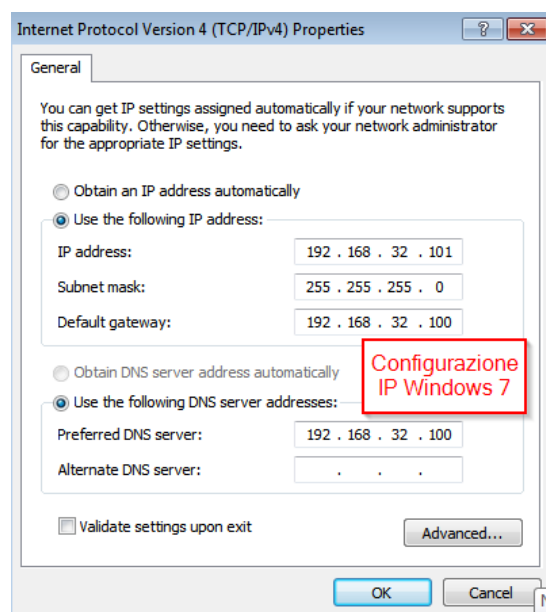 Internet Protocol Version 4 (TCP/IPv4) Properties
General
You can get IP settings assigned automatically if your network supports
this capability. Otherwise, you need to ask your network administrator
for the appropriate IP settings.
Obtain an IP address automatically
Use the following IP address:
IP address: 192 . 168 . 32 . 101
Subnet mask: 255 . 255 . 255 . 0
Default gateway: 192 . 168 . 32 . 100
Configurazione
IP Windows 7
Obtain DNS server address automatically
Use the following DNS server addresses:
Preferred DNS server: 192 . 168 . 32 . 100
Alternate DNS server: . . .
Validate settings upon exit
Advanced...
OK Cancel